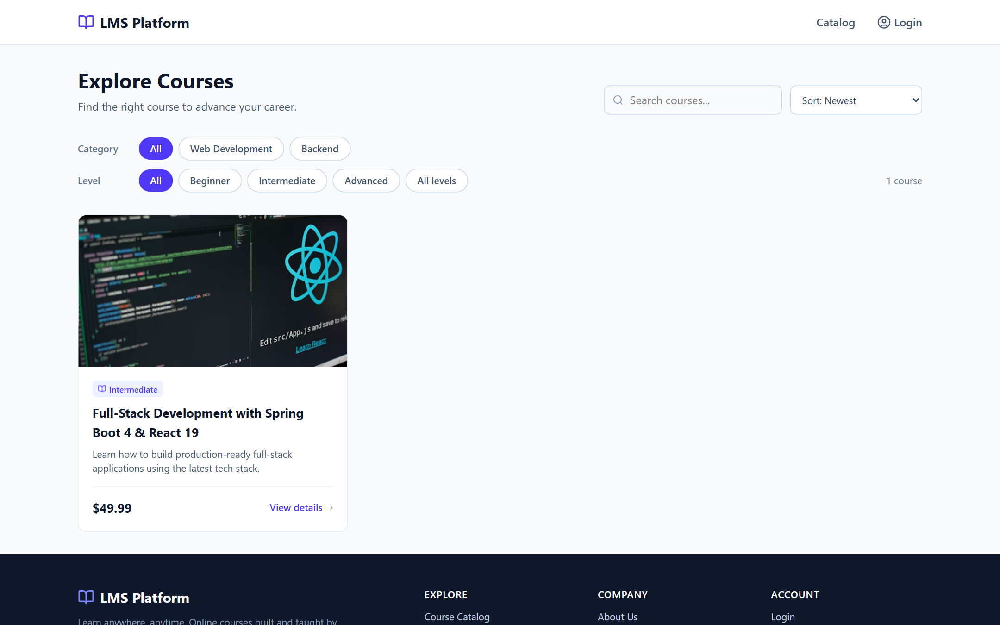 LMS Platform
Catalog
Login
Explore Courses
Find the right course to advance your career.
Search courses...
Sort: Newest
Category
All
Web Development
Backend
Level
All
Beginner
Intermediate
Advanced
All levels
1 course
Edit src/App.js and save to relo
Learn React
Intermediate
Full-Stack Development with Spring
Boot 4 & React 19
Learn how to build production-ready full-stack
applications using the latest tech stack.
$49.99
View details →
LMS Platform
Learn anywhere, anytime. Online courses built and taught by
EXPLORE
Course Catalog
COMPANY
About Us
ACCOUNT
Login